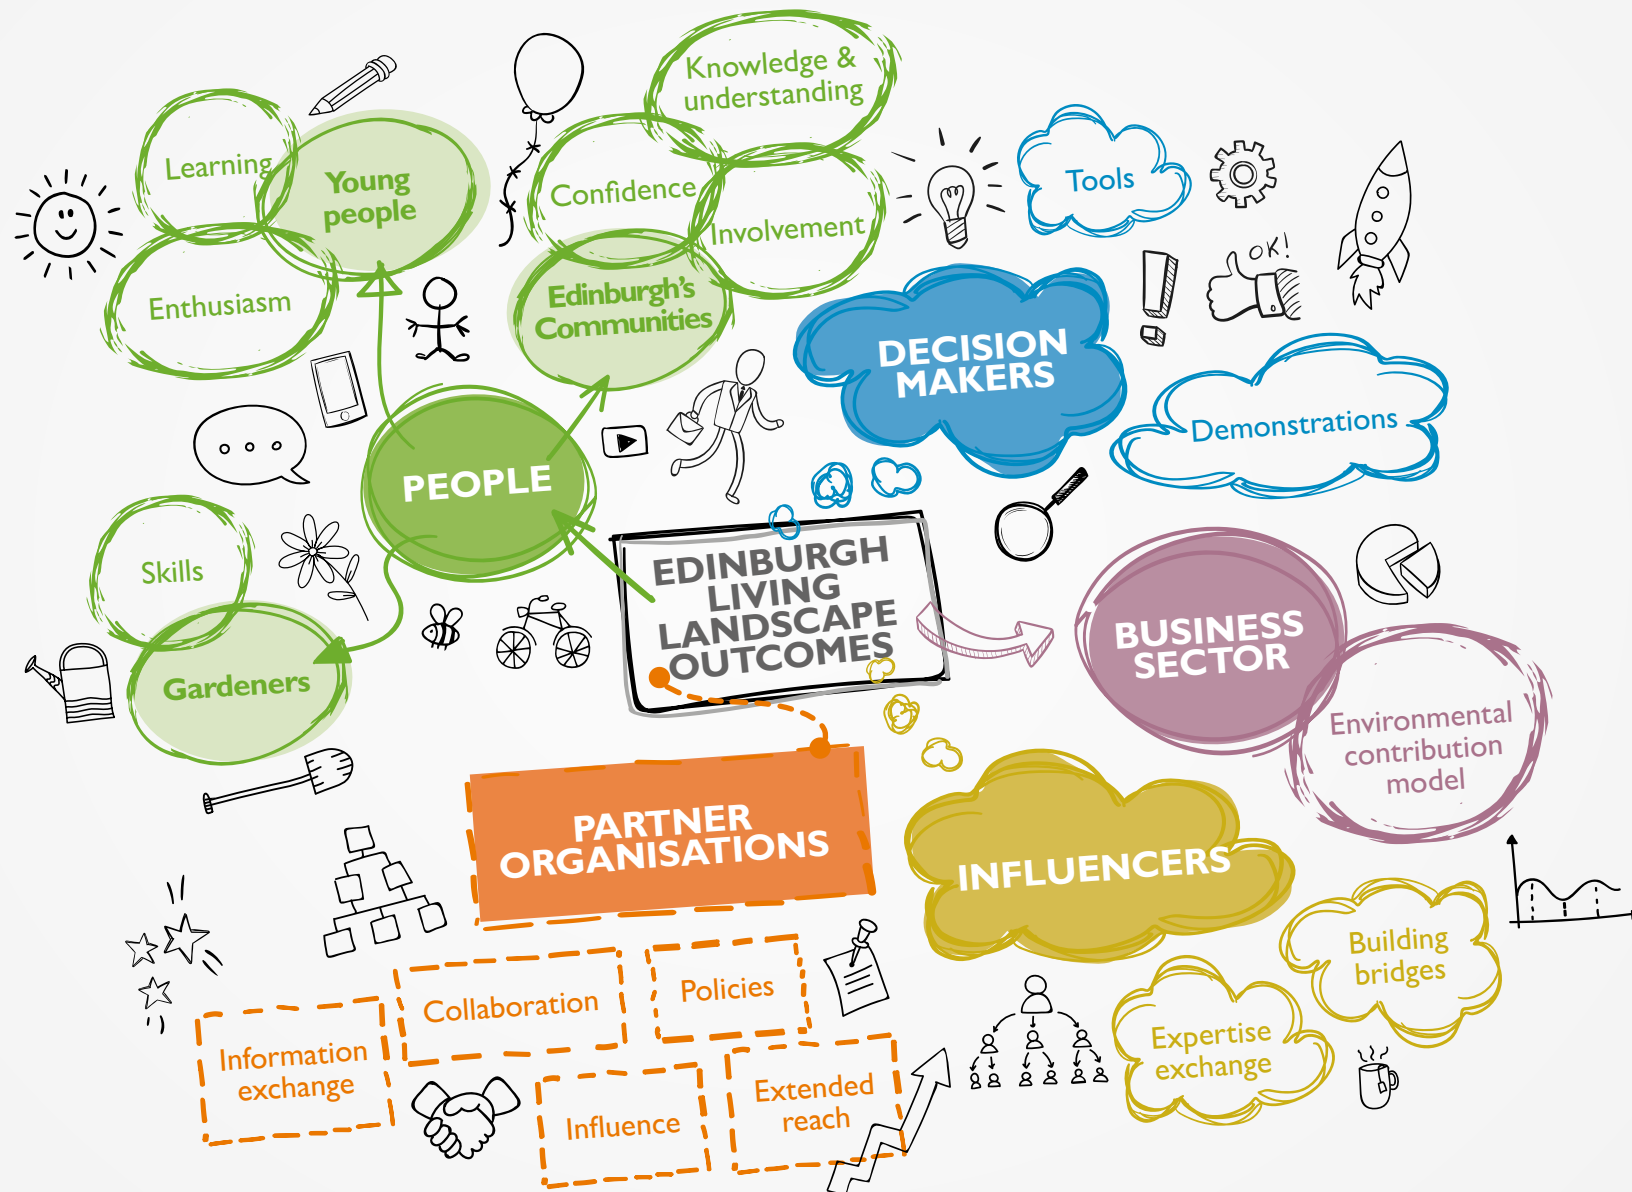 Knowledge &
understanding
Learning
Young
people
Confidence
Involvement
Enthusiasm
Edinburgh's
Communities
Tools
OK!
DECISION
MAKERS
Demonstrations
PEOPLE
Skills
Gardeners
EDINBURGH
LIVING
LANDSCAPE
OUTCOMES
BUSINESS
SECTOR
Environmental
contribution
model
PARTNER
ORGANISATIONS
INFLUENCERS
Building
bridges
Expertise
exchange
Collaboration
Policies
Information
exchange
Influence
Extended
reach